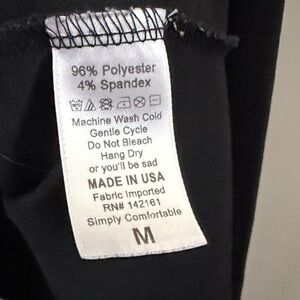 96% Polyester
4% Spandex
Machine Wash Cold
Gentle Cycle
Do Not Bleach
Hang Dry
or you'll be sad
MADE IN USA
Fabric Imported
RN# 142161
Simply Comfortable
M